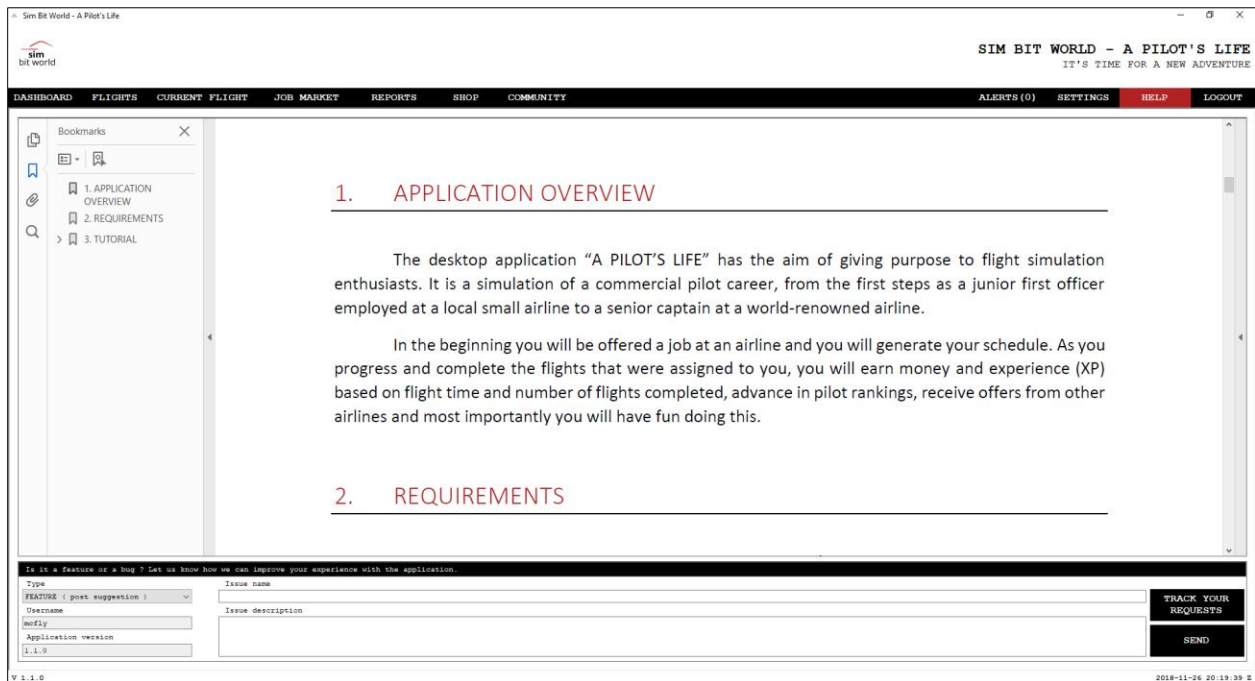 Sim Bit World - A Pilot's Life
sim
bit world
SIM BIT WORLD - A PILOT'S LIFE
IT'S TIME FOR A NEW ADVENTURE
DASHBOARD FLIGHTS CURRENT FLIGHT JOB MARKET REPORTS SHOP COMMUNITY ALERTS(0) SETTINGS HELP LOGOUT
Bookmarks
1. APPLICATION
OVERVIEW
2. REQUIREMENTS
3. TUTORIAL
1. APPLICATION OVERVIEW
The desktop application “A PILOT’S LIFE” has the aim of giving purpose to flight simulation
enthusiasts. It is a simulation of a commercial pilot career, from the first steps as a junior first officer
employed at a local small airline to a senior captain at a world-renowned airline.
In the beginning you will be offered a job at an airline and you will generate your schedule. As you
progress and complete the flights that were assigned to you, you will earn money and experience (XP)
based on flight time and number of flights completed, advance in pilot rankings, receive offers from other
airlines and most importantly you will have fun doing this.
2. REQUIREMENTS
Is it a feature or a bug ? Let us know how we can improve your experience with the application.
Type
FEATURE ( post suggestion )
Username
mcfly
Application version
1.1.0
Issue name
Issue description
TRACK YOUR
REQUESTS
SEND
V 1.1.0
2018-11-26 20:19:39 Z